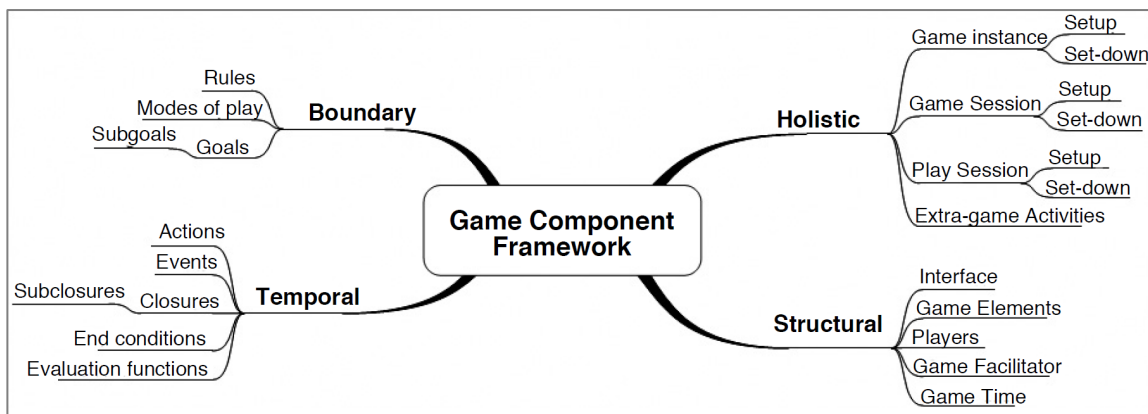 Game Component
Framework
Boundary
Rules
Modes of play
Goals
Subgoals
Temporal
Actions
Events
Closures
Subclosures
End conditions
Evaluation functions
Holistic
Game instance
Setup
Set-down
Game Session
Setup
Set-down
Play Session
Setup
Set-down
Extra-game Activities
Structural
Interface
Game Elements
Players
Game Facilitator
Game Time